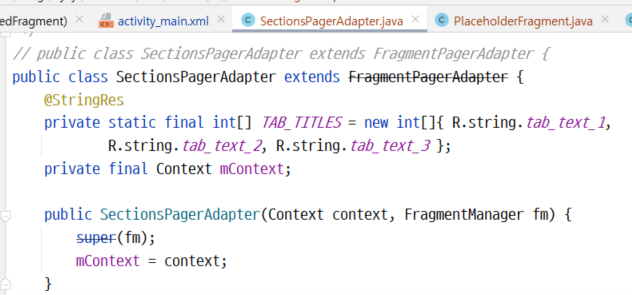 edFragment)
activity_main.xml
SectionsPagerAdapter.java
PlaceholderFragment.java
// public class SectionsPagerAdapter extends FragmentPagerAdapter {
public class SectionsPagerAdapter extends FragmentPagerAdapter {
@StringRes
private static final int[] TAB_TITLES = new int[]{ R.string.tab_text_1,
R.string.tab_text_2, R.string.tab_text_3 };
private final Context mContext;
public SectionsPagerAdapter(Context context, FragmentManager fm) {
super(fm);
mContext = context;
}